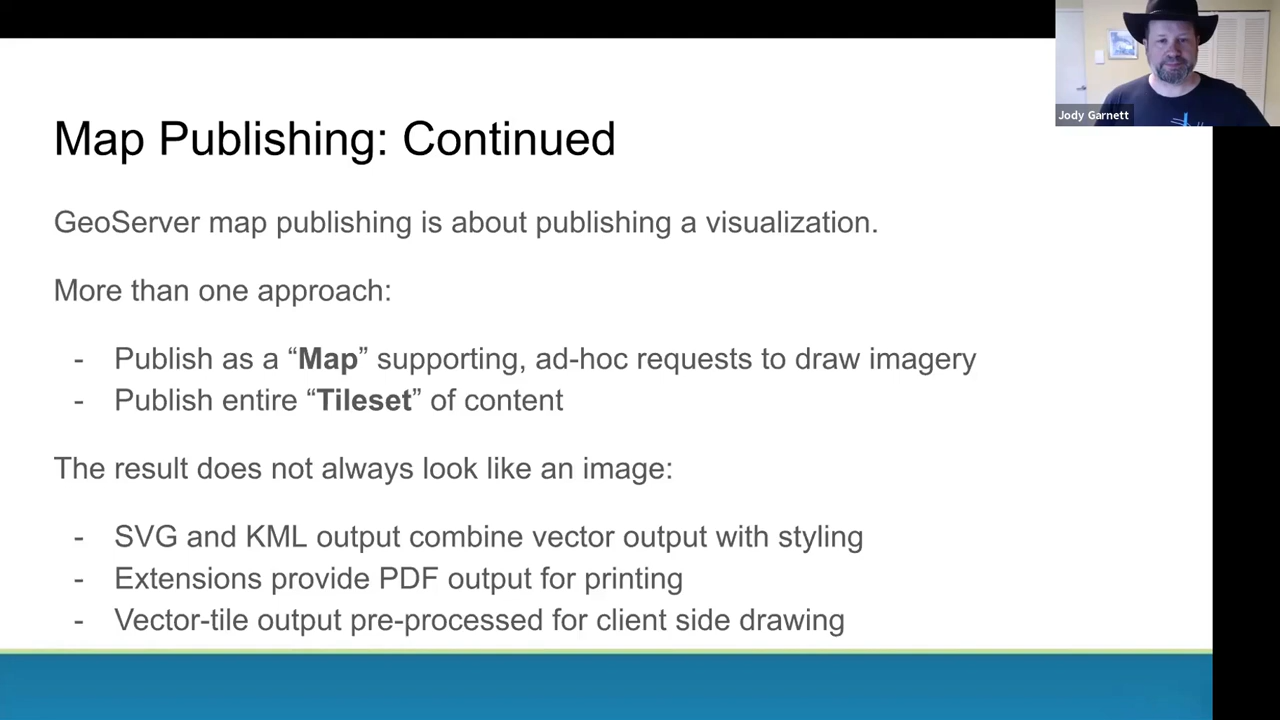 Jody Garnett
Map Publishing: Continued
GeoServer map publishing is about publishing a visualization.
More than one approach:
- Publish as a “Map” supporting, ad-hoc requests to draw imagery
- Publish entire “Tileset” of content
The result does not always look like an image:
- SVG and KML output combine vector output with styling
- Extensions provide PDF output for printing
- Vector-tile output pre-processed for client side drawing